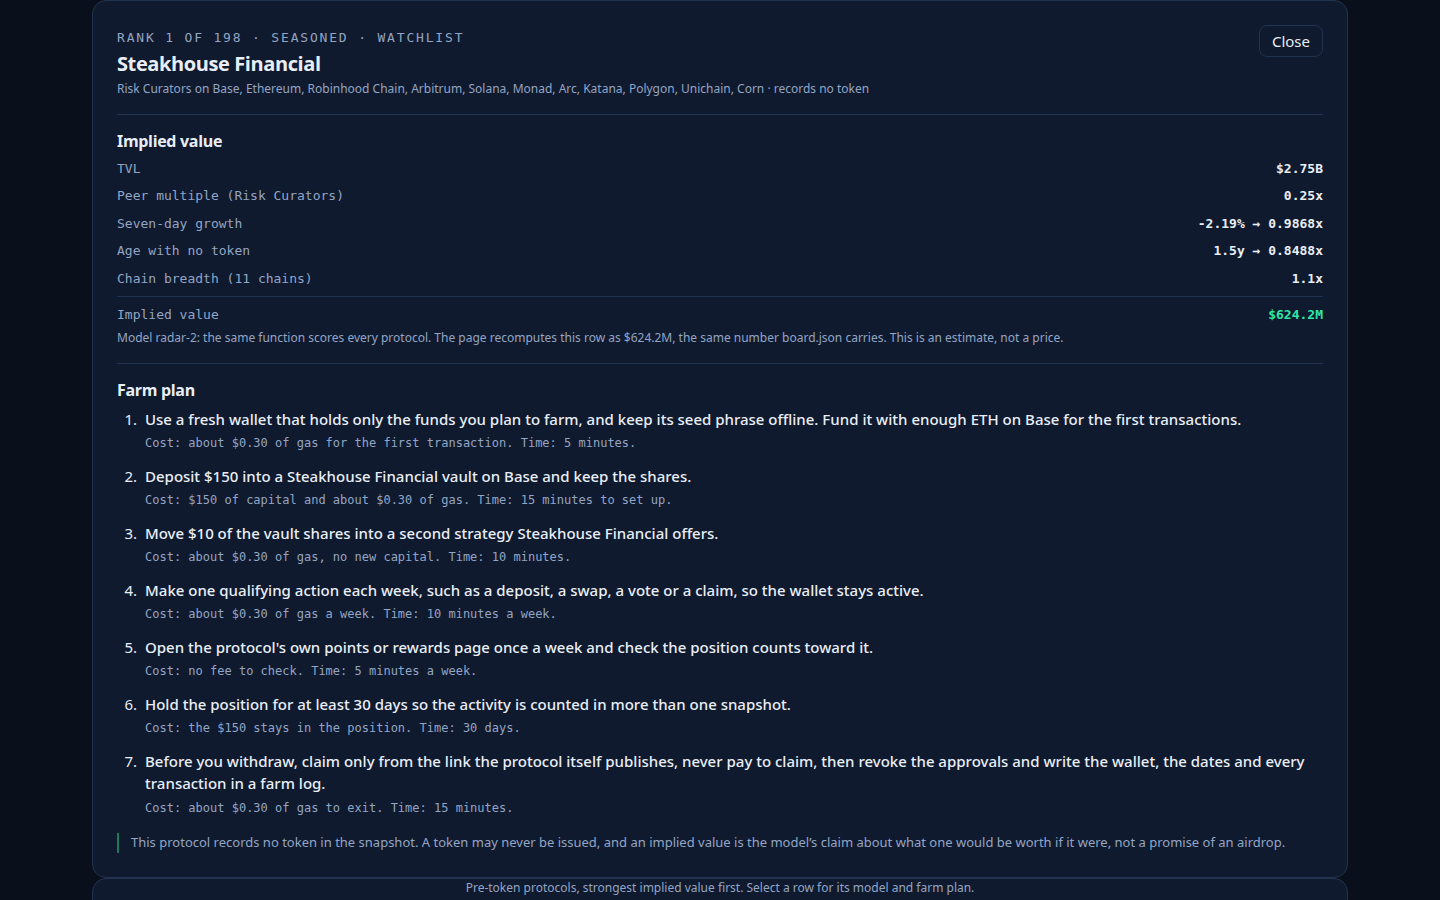 RANK 1 OF 198 · SEASONED · WATCHLIST
Close
Steakhouse Financial
Risk Curators on Base, Ethereum, Robinhood Chain, Arbitrum, Solana, Monad, Arc, Katana, Polygon, Unichain, Corn · records no token
Implied value
TVL $2.75B
Peer multiple (Risk Curators) 0.25x
Seven-day growth -2.19% → 0.9868x
Age with no token 1.5y → 0.8488x
Chain breadth (11 chains) 1.1x
Implied value $624.2M
Model radar-2: the same function scores every protocol. The page recomputes this row as $624.2M, the same number board.json carries. This is an estimate, not a price.
Farm plan
1. Use a fresh wallet that holds only the funds you plan to farm, and keep its seed phrase offline. Fund it with enough ETH on Base for the first transactions.
Cost: about $0.30 of gas for the first transaction. Time: 5 minutes.
2. Deposit $150 into a Steakhouse Financial vault on Base and keep the shares.
Cost: $150 of capital and about $0.30 of gas. Time: 15 minutes to set up.
3. Move $10 of the vault shares into a second strategy Steakhouse Financial offers.
Cost: about $0.30 of gas, no new capital. Time: 10 minutes.
4. Make one qualifying action each week, such as a deposit, a swap, a vote or a claim, so the wallet stays active.
Cost: about $0.30 of gas a week. Time: 10 minutes a week.
5. Open the protocol's own points or rewards page once a week and check the position counts toward it.
Cost: no fee to check. Time: 5 minutes a week.
6. Hold the position for at least 30 days so the activity is counted in more than one snapshot.
Cost: the $150 stays in the position. Time: 30 days.
7. Before you withdraw, claim only from the link the protocol itself publishes, never pay to claim, then revoke the approvals and write the wallet, the dates and every
transaction in a farm log.
Cost: about $0.30 of gas to exit. Time: 15 minutes.
This protocol records no token in the snapshot. A token may never be issued, and an implied value is the model's claim about what one would be worth if it were, not a promise of an airdrop.
Pre-token protocols, strongest implied value first. Select a row for its model and farm plan.